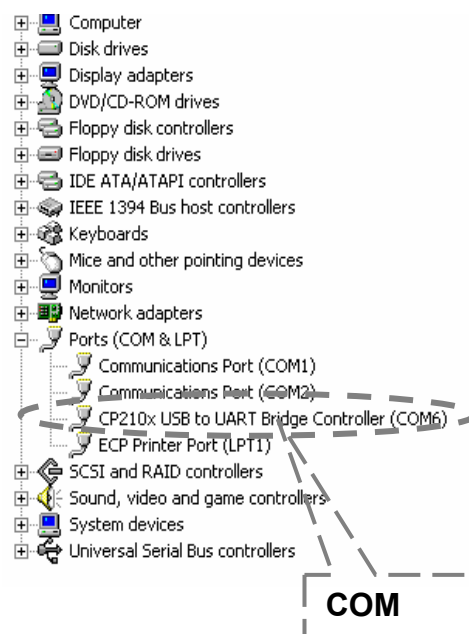 Computer
Disk drives
Display adapters
DVD/CD-ROM drives
Floppy disk controllers
Floppy disk drives
IDE ATA/ATAPI controllers
IEEE 1394 Bus host controllers
Keyboards
Mice and other pointing devices
Monitors
Network adapters
Ports (COM & LPT)
Communications Port (COM1)
Communications Port (COM2)
CP210x USB to UART Bridge Controller (COM6)
ECP Printer Port (LPT1)
SCSI and RAID controllers
Sound, video and game controllers
System devices
Universal Serial Bus controllers
COM